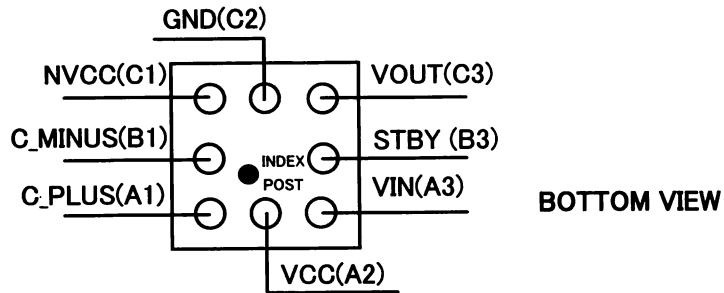 GND(C2)
NVCC(C1)
VOUT(C3)
C_MINUS(B1)
STBY (B3)
INDEX
POST
C_PLUS(A1)
VIN(A3)
BOTTOM VIEW
VCC(A2)